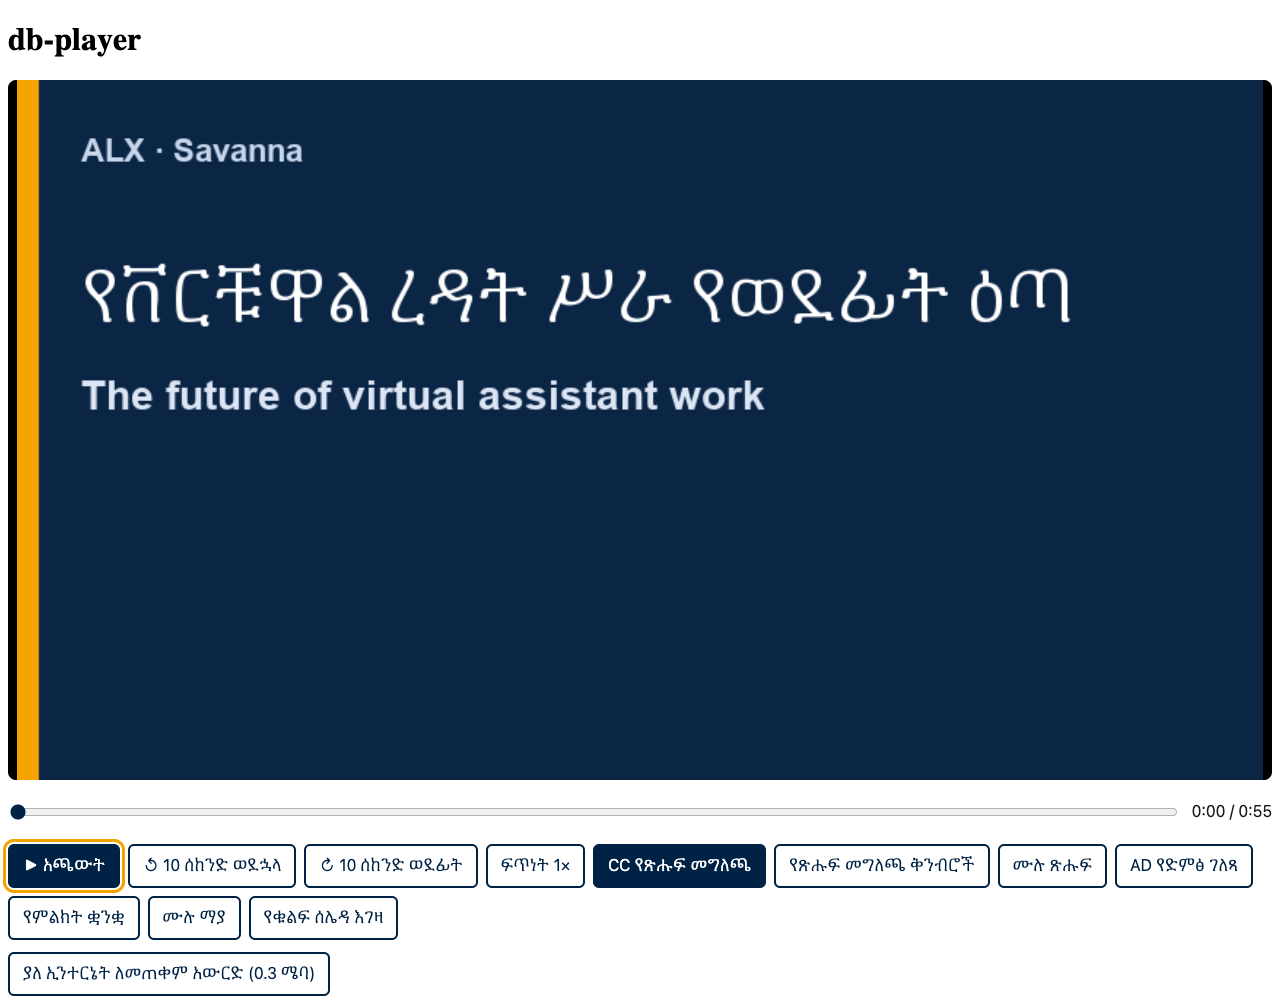 db-player
ALX · Savanna
የቨርቹዋል ረዳት ሥራ የወደፊት ዕጣ
The future of virtual assistant work
0:00 / 0:55
▶ አጫውት
↺ 10 ሰከንድ ወደኋላ
↻ 10 ሰከንድ ወደፊት
ፍጥነት 1×
CC የጽሑፍ መግለጫ
የጽሑፍ መግለጫ ቅንብሮች
ሙሉ ጽሑፍ
AD የድምፅ ገለጻ
የምልክት ቋንቋ
ሙሉ ማያ
የቁልፍ ሰሌዳ እገዛ
ያለ ኢንተርኔት ለመጠቀም አውርድ (0.3 ሜባ)